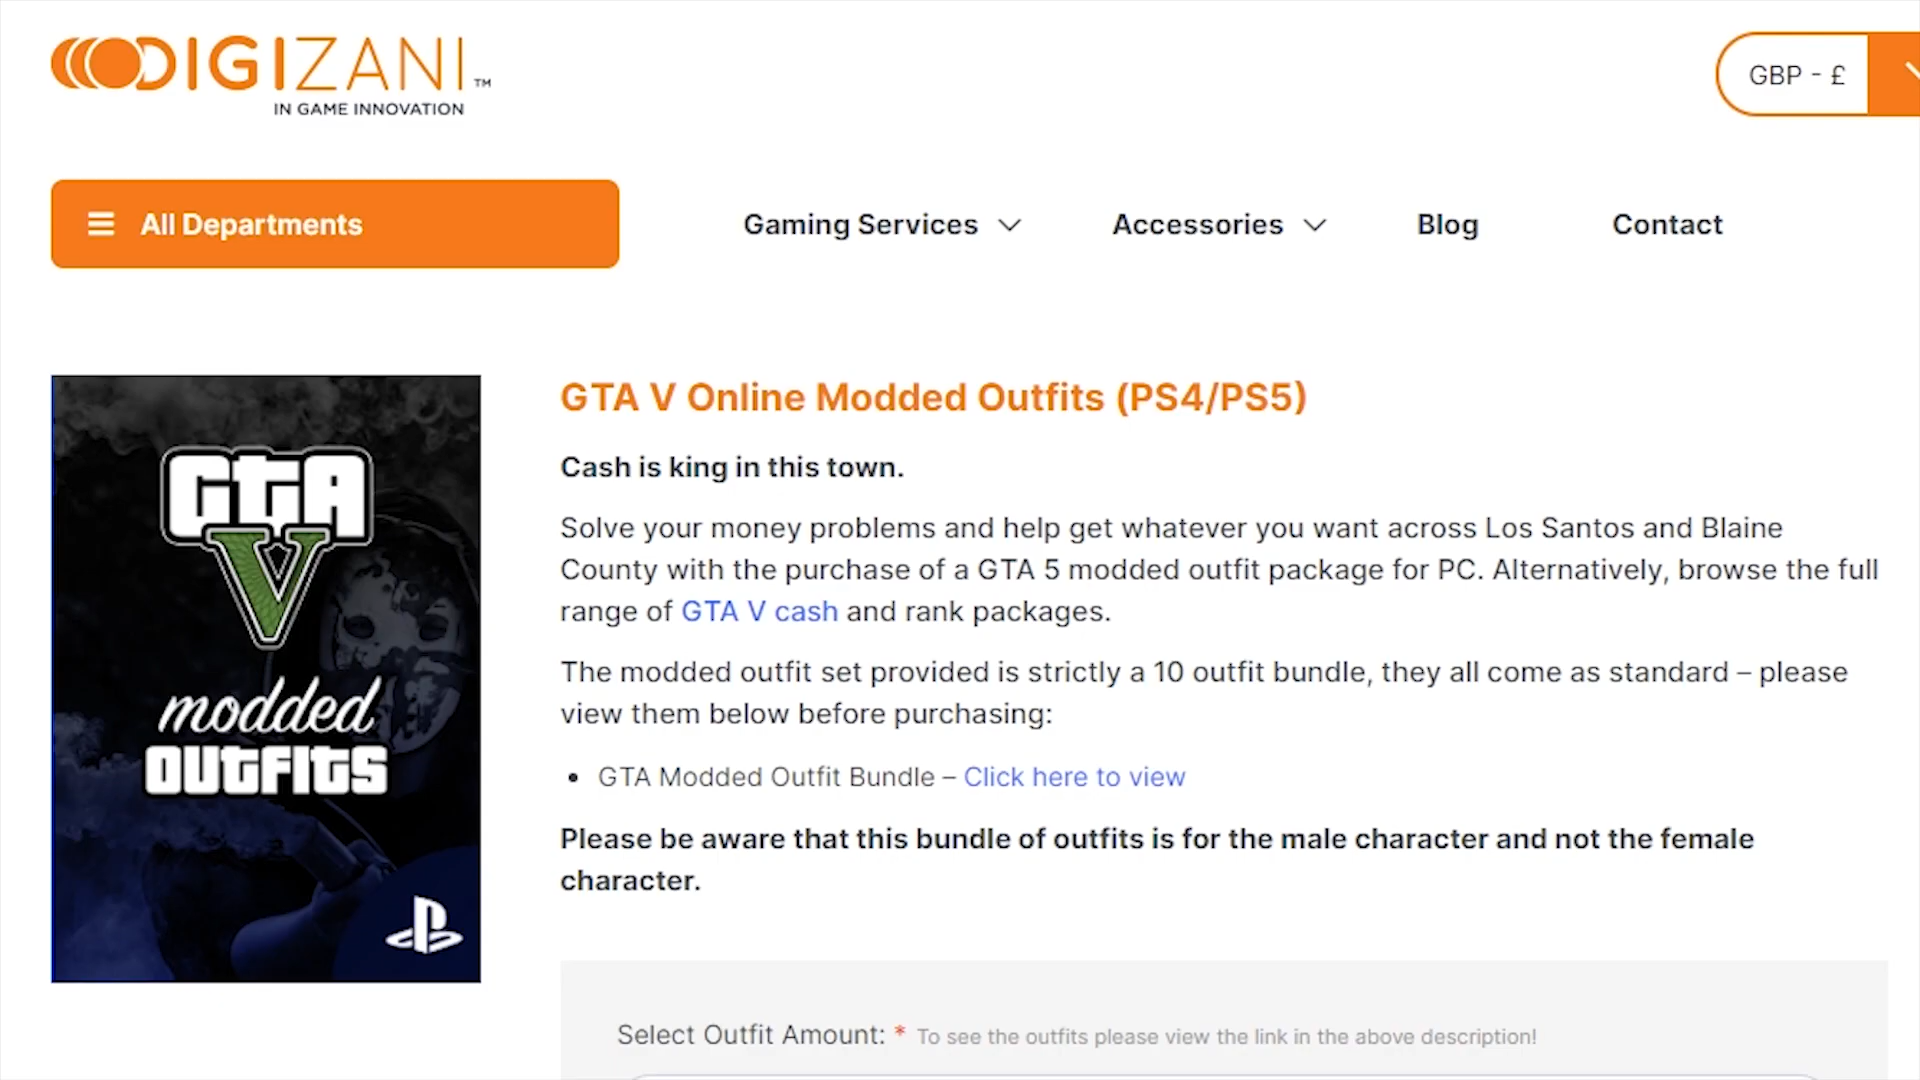 DIGIZANI™
IN GAME INNOVATION
GBP - £
All Departments
Gaming Services
Accessories
Blog
Contact
GTA
V
modded
OUTFITS
GTA V Online Modded Outfits (PS4/PS5)
Cash is king in this town.
Solve your money problems and help get whatever you want across Los Santos and Blaine
County with the purchase of a GTA 5 modded outfit package for PC. Alternatively, browse the full
range of GTA V cash and rank packages.
The modded outfit set provided is strictly a 10 outfit bundle, they all come as standard – please
view them below before purchasing:
• GTA Modded Outfit Bundle – Click here to view
Please be aware that this bundle of outfits is for the male character and not the female
character.
Select Outfit Amount: * To see the outfits please view the link in the above description!